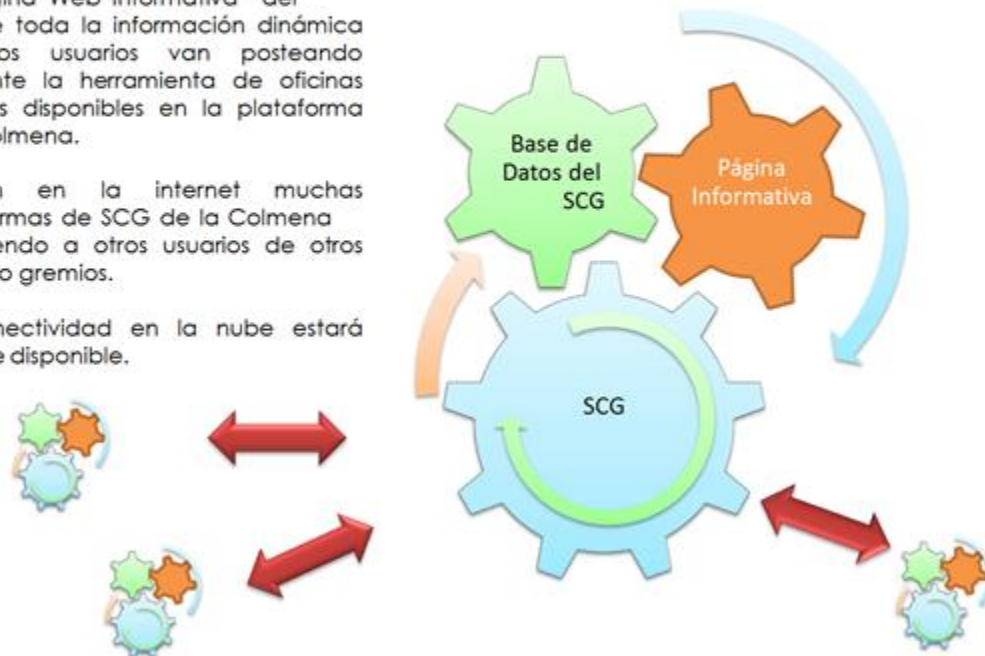 Web Informativa" del
toda la información dinámica
usuarios van posteando
la herramienta de oficinas
disponibles en la plataforma
en la internet muchas
de SCG de la Colmena
a otros usuarios de otros
o gremios.
en la nube estará
disponible.
Base de
Datos del
SCG
Página
Informativa
SCG